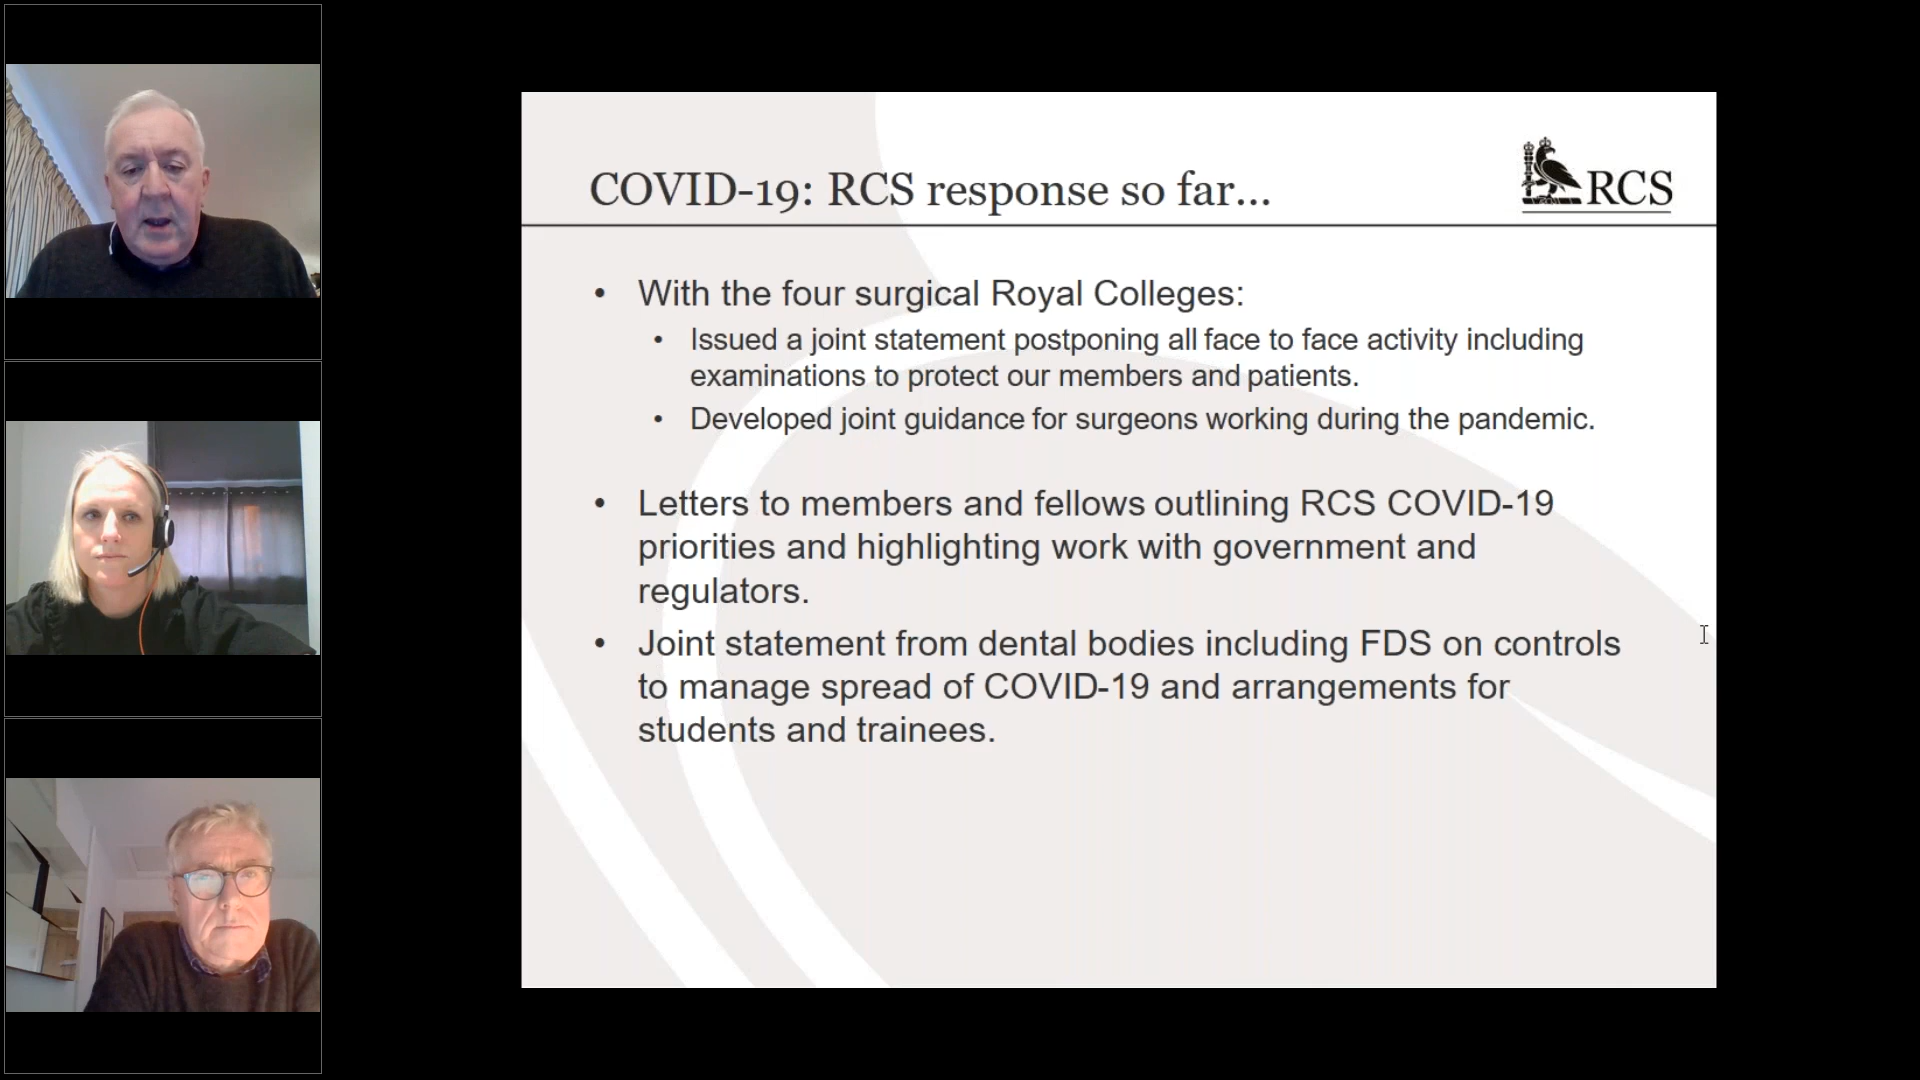 COVID-19: RCS response so far...
RCS
• With the four surgical Royal Colleges:
• Issued a joint statement postponing all face to face activity including
examinations to protect our members and patients.
• Developed joint guidance for surgeons working during the pandemic.
• Letters to members and fellows outlining RCS COVID-19
priorities and highlighting work with government and
regulators.
• Joint statement from dental bodies including FDS on controls
to manage spread of COVID-19 and arrangements for
students and trainees.